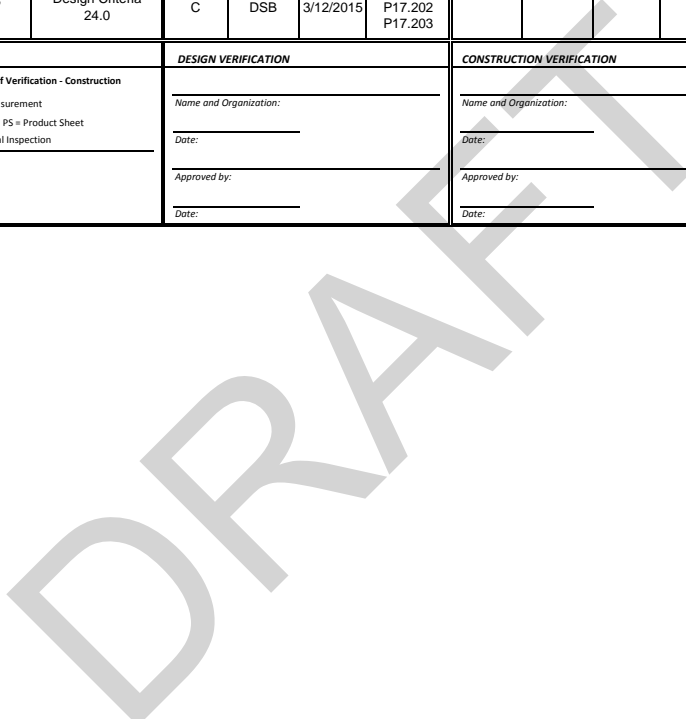 Design Criteria
24.0
C DSB 3/12/2015 P17.202
P17.203
DESIGN VERIFICATION CONSTRUCTION VERIFICATION
f Verification - Construction
surement
PS = Product Sheet
l Inspection
Name and Organization: Name and Organization:
Date: Date:
Approved by: Approved by:
Date: Date:
DRAFT